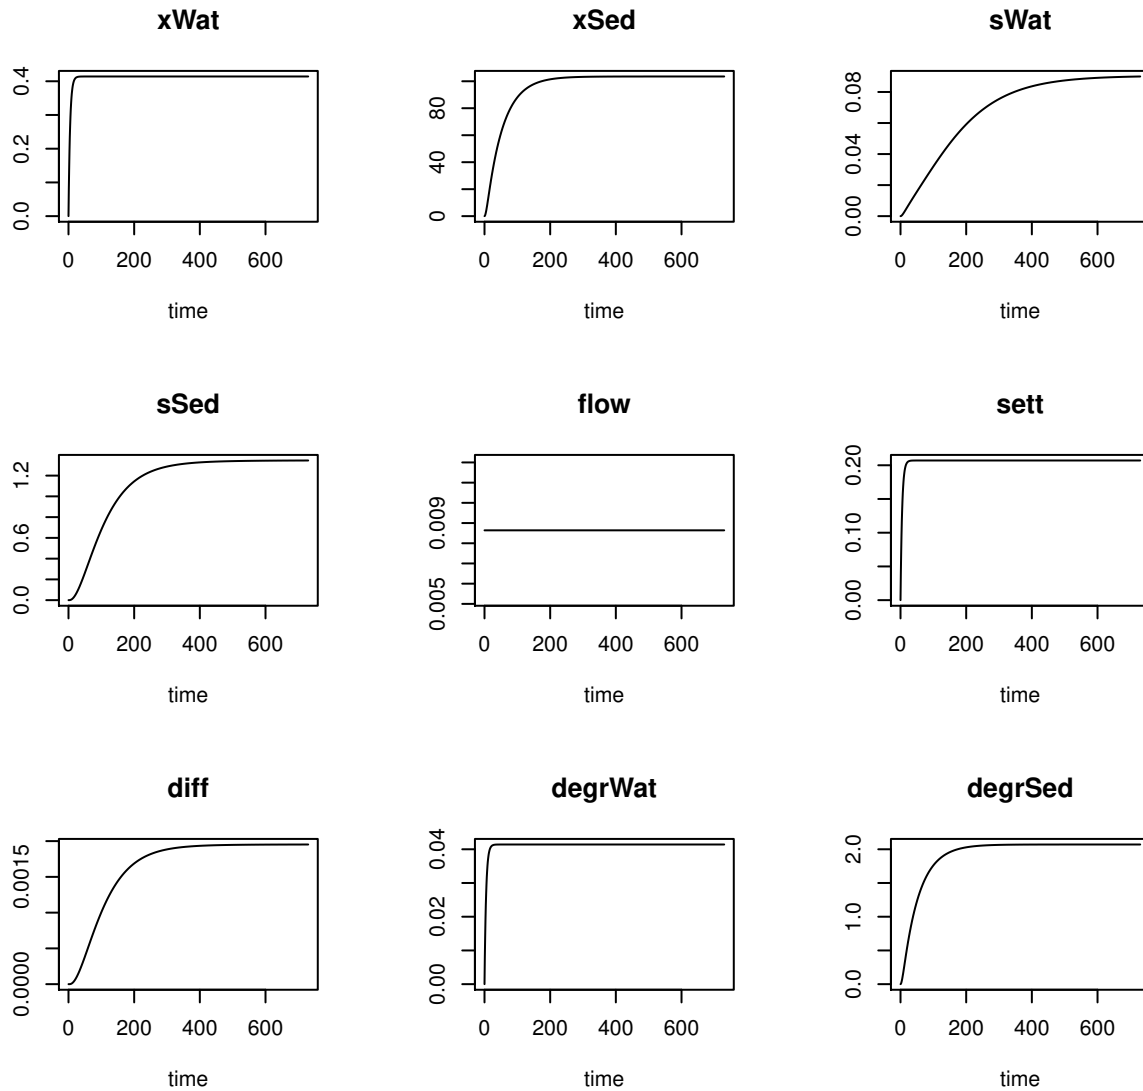 xWat
xSed
sWat
0.0 0.2 0.4
0 40 80
0.00 0.04 0.08
0 200 400 600
0 200 400 600
0 200 400 600
time
time
time
sSed
flow
sett
0.0 0.6 1.2
0.005 0.009
0.00 0.10 0.20
0 200 400 600
0 200 400 600
0 200 400 600
time
time
time
diff
degrWat
degrSed
0.0000 0.0015
0.00 0.02 0.04
0.0 1.0 2.0
0 200 400 600
0 200 400 600
0 200 400 600
time
time
time